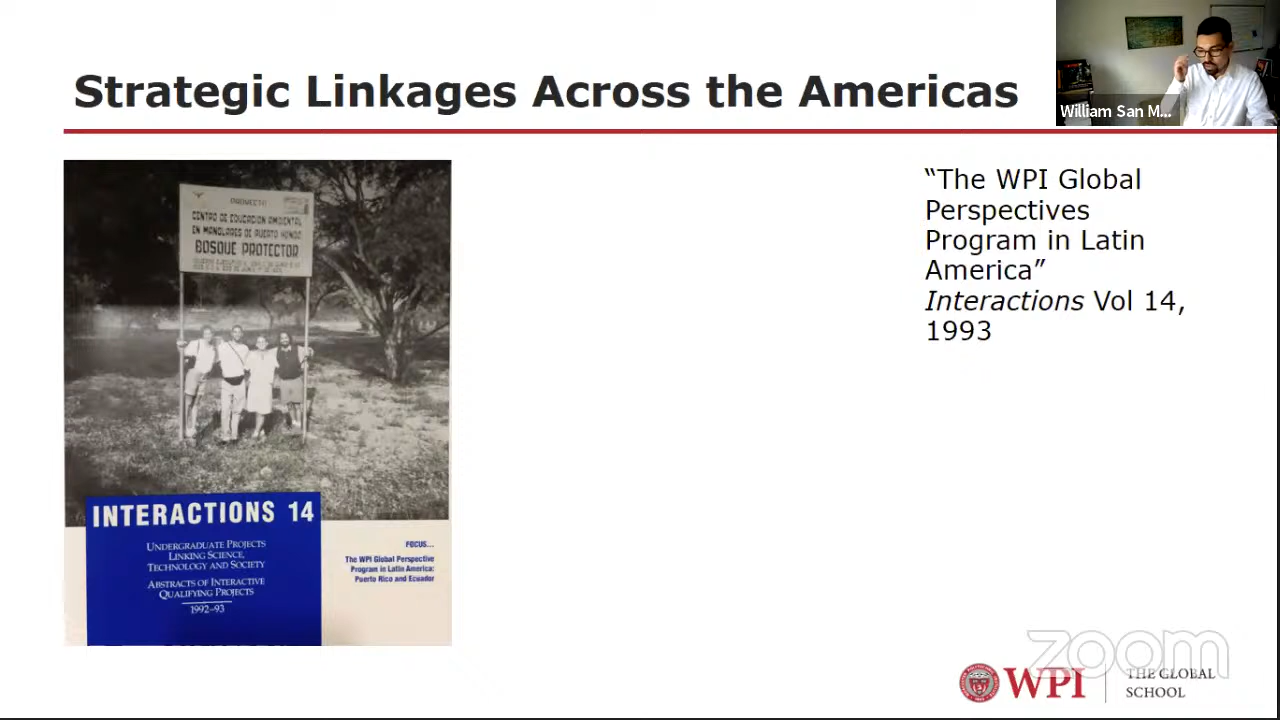 Strategic Linkages Across the Americas
William San M...
PROYECTO
CENTRO DE EDUCACION AMBIENTAL
EN MANGLARES DE PUERTO HONDO
BOSQUE PROTECTOR
INTERACTIONS 14
UNDERGRADUATE PROJECTS
LINKING SCIENCE,
TECHNOLOGY AND SOCIETY
ABSTRACTS OF INTERACTIVE
QUALIFYING PROJECTS
1992–93
FOCUS...
The WPI Global Perspective
Program in Latin America:
Puerto Rico and Ecuador
“The WPI Global
Perspectives
Program in Latin
America”
Interactions Vol 14,
1993
zoom
WPI
THE GLOBAL
SCHOOL